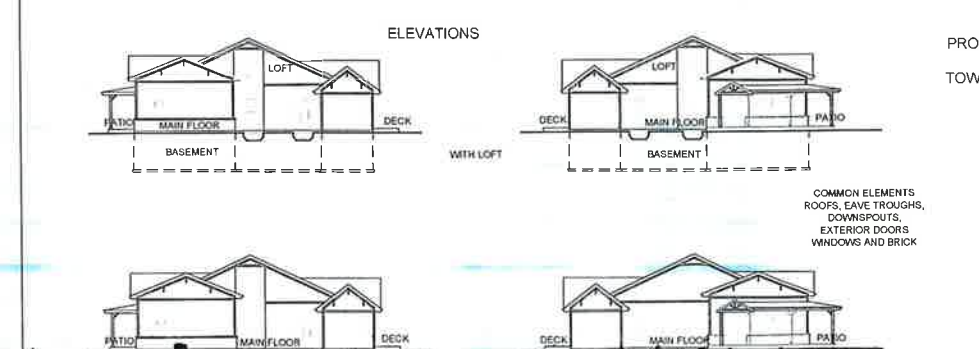 ELEVATIONS
PRO
TOW
LOFT
LOFT
PATIO
MAIN FLOOR
DECK
DECK
MAIN FLOOR
PATIO
BASEMENT
WITH LOFT
BASEMENT
COMMON ELEMENTS
ROOFS, EAVE TROUGHS,
DOWNSPOUTS,
EXTERIOR DOORS
WINDOWS AND BRICK
PATIO
MAIN FLOOR
DECK
DECK
MAIN FLOOR
PATIO